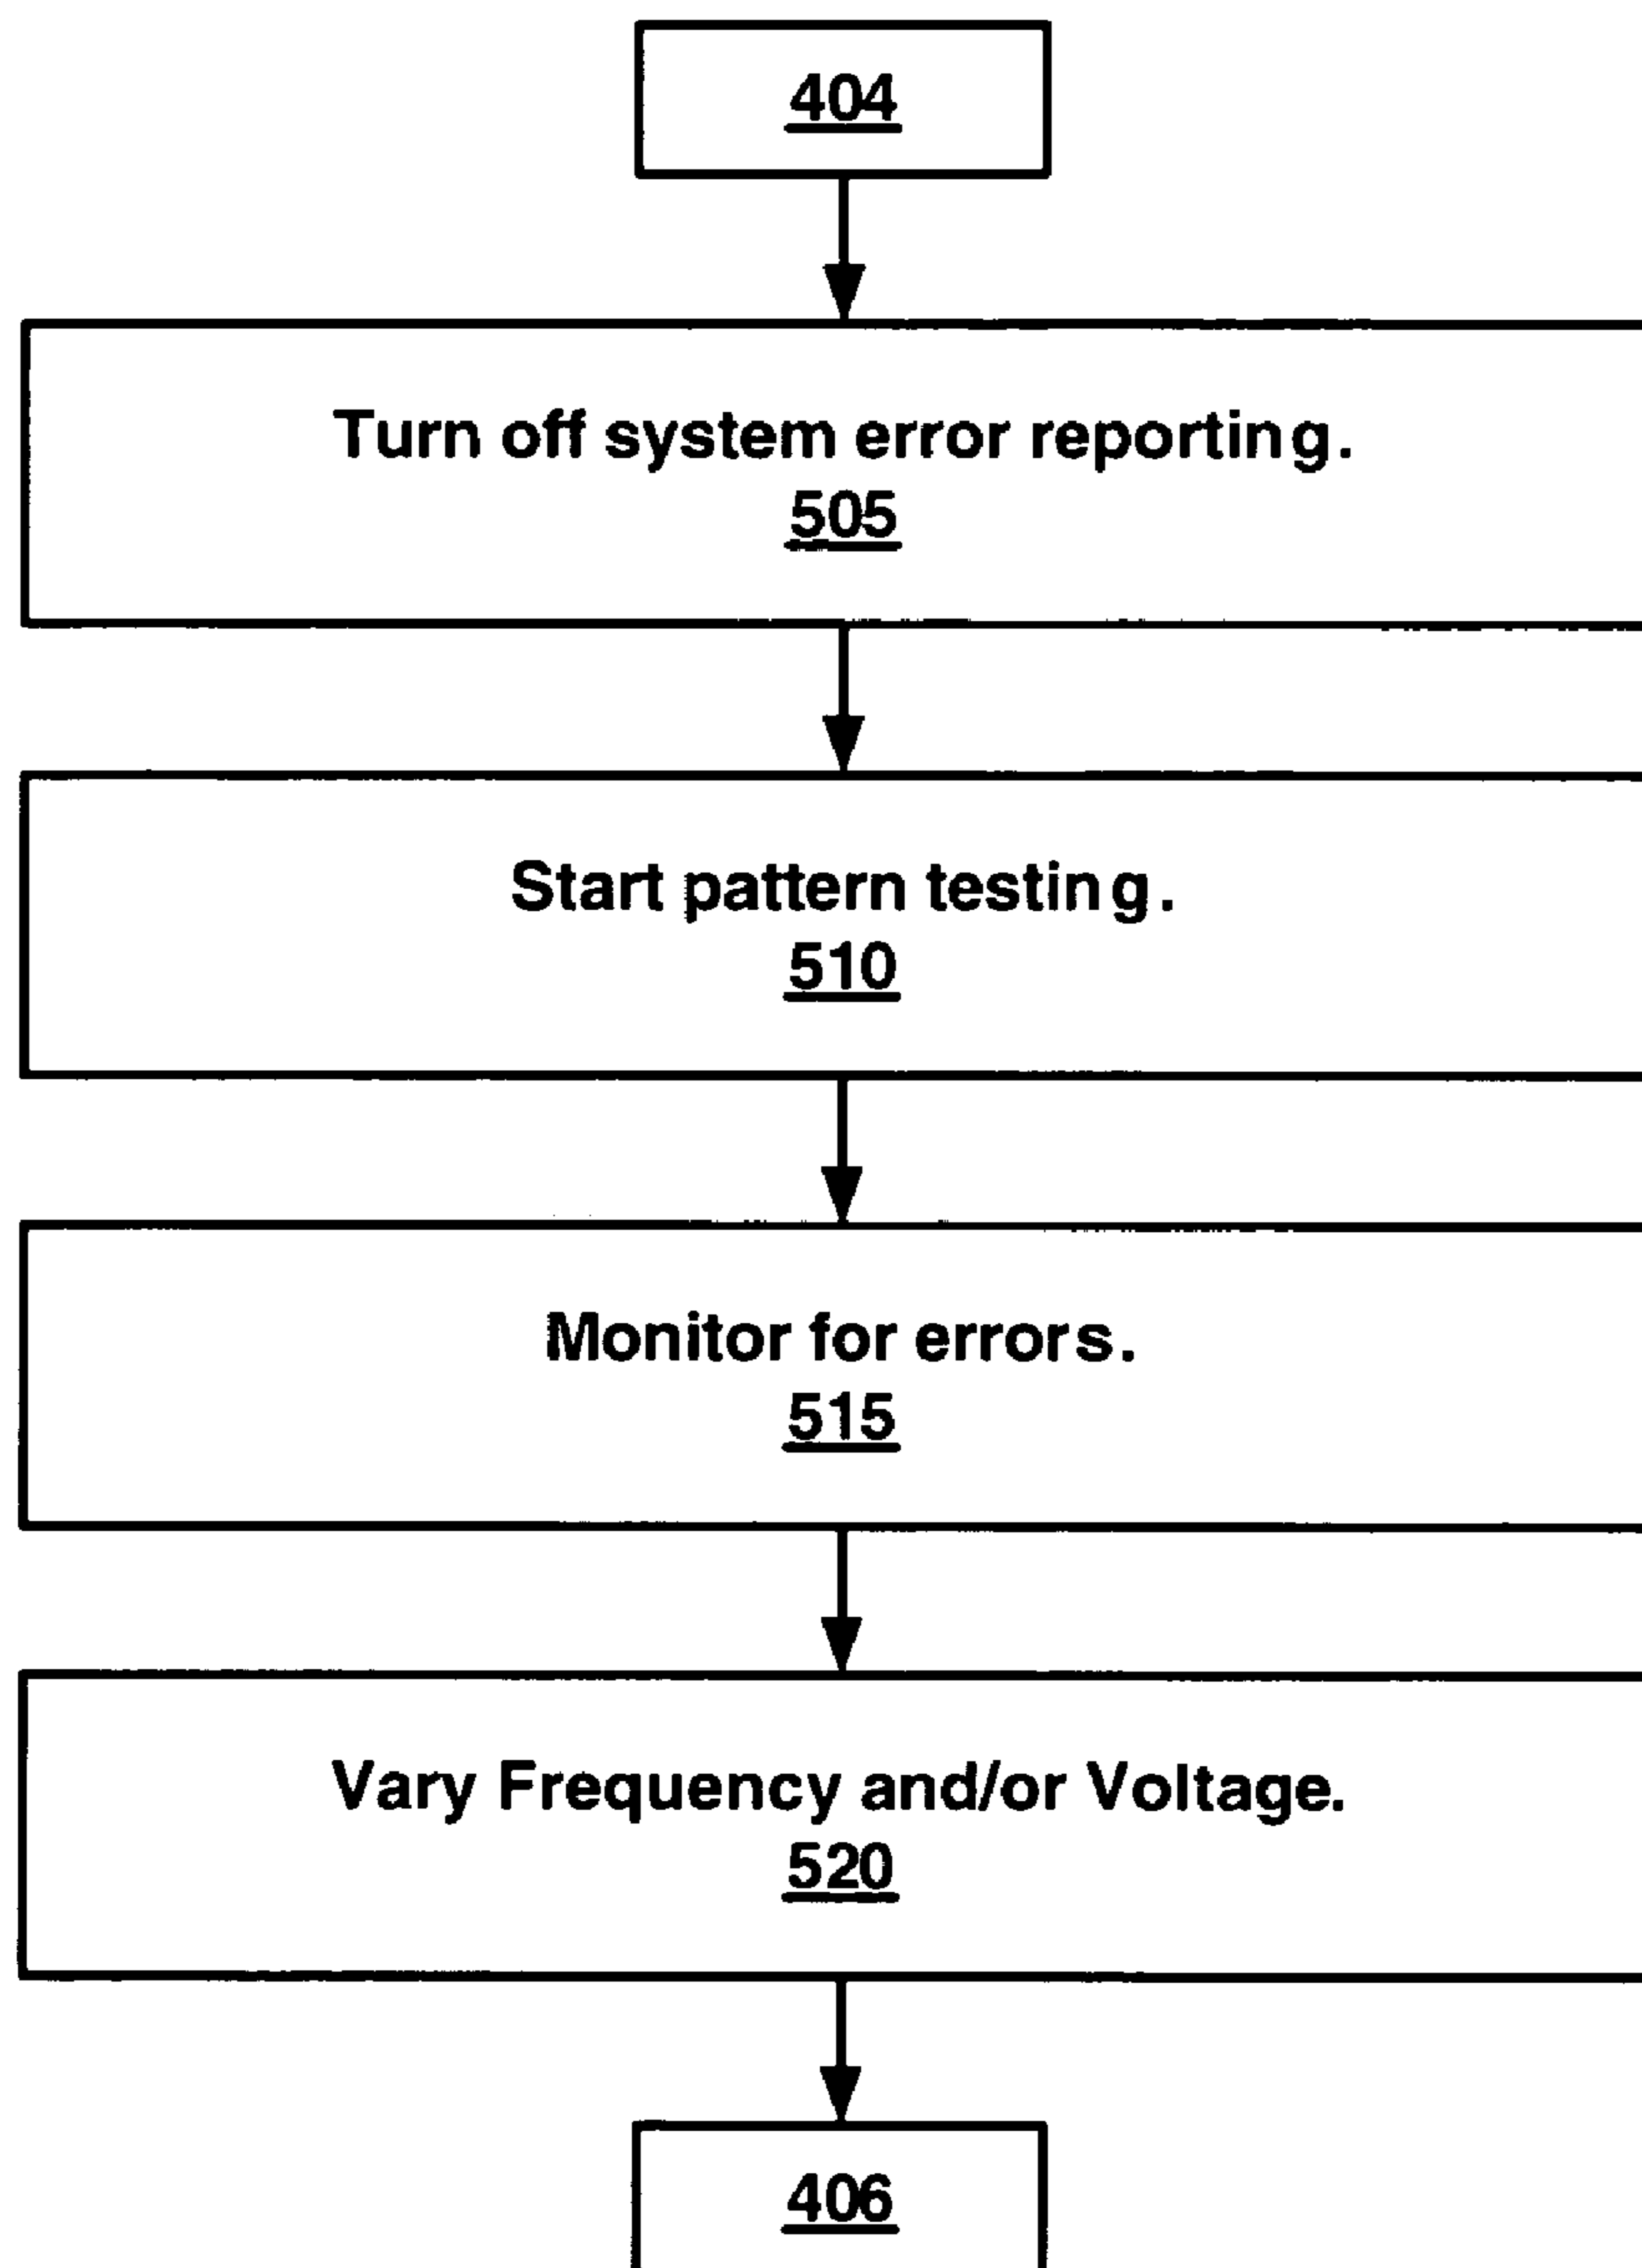 404
Turn off system error reporting.
505
Start pattern testing.
510
Monitor for errors.
515
Vary Frequency and/or Voltage.
520
406